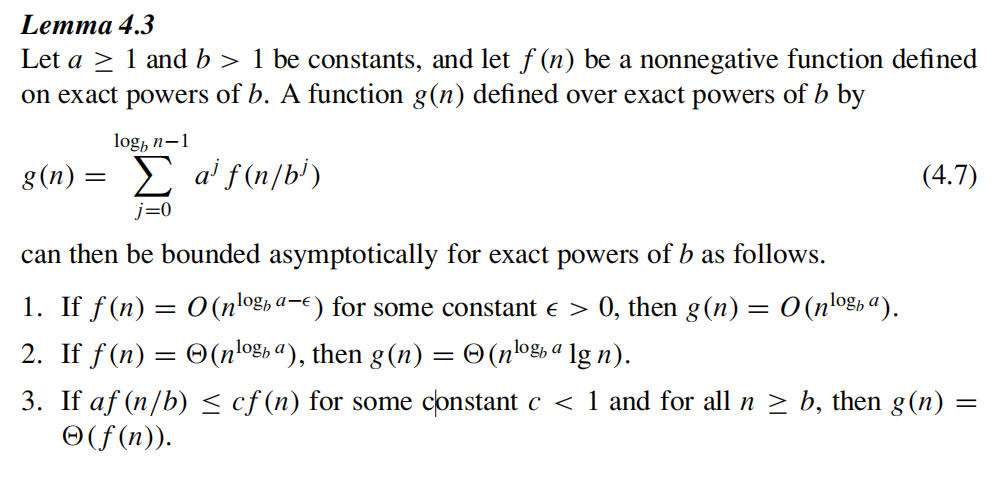 Lemma 4.3
Let a ≥ 1 and b > 1 be constants, and let f (n) be a nonnegative function defined
on exact powers of b. A function g(n) defined over exact powers of b by
g(n) = ∑_{j=0}^{log_b n−1} a^j f (n/b^j) (4.7)
can then be bounded asymptotically for exact powers of b as follows.
1. If f (n) = O(n^{log_b a−ϵ}) for some constant ϵ > 0, then g(n) = O(n^{log_b a}).
2. If f (n) = Θ(n^{log_b a}), then g(n) = Θ(n^{log_b a} lg n).
3. If af (n/b) ≤ cf (n) for some constant c < 1 and for all n ≥ b, then g(n) =
Θ(f (n)).